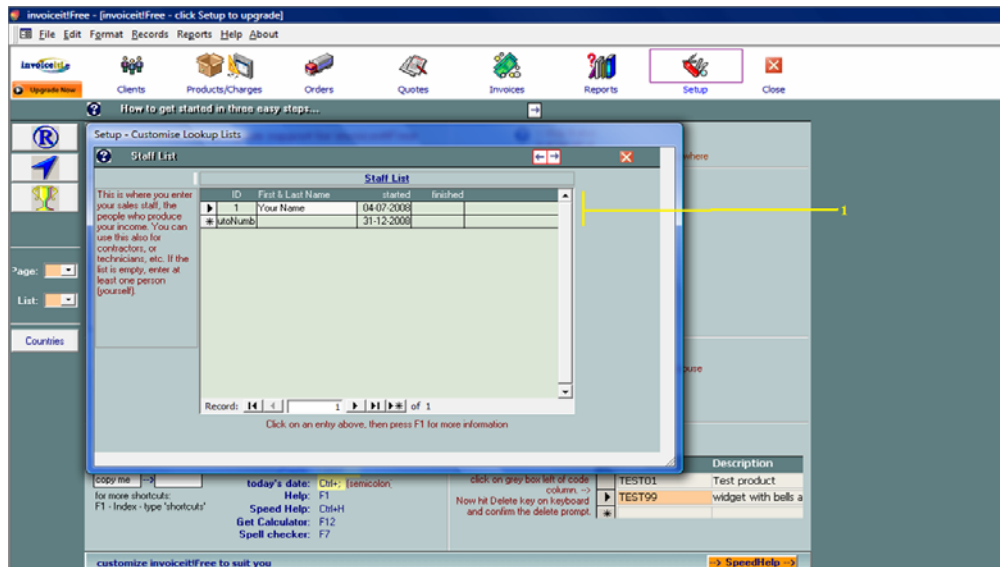 invoiceit!Free - [invoiceit!Free - click Setup to upgrade]
File Edit Format Records Reports Help About
invoiceit!
Upgrade Now
Clients
Products/Charges
Orders
Quotes
Invoices
Reports
Setup
Close
How to get started in three easy steps...
Setup - Customise Lookup Lists
Staff List
Staff List
ID First & Last Name started finished
1 Your Name 04-07-2008
utoNumb 31-12-2008
This is where you enter
your sales staff, the
people who produce
your income. You can
use this also for
contractors, or
technicians, etc. If the
list is empty, enter at
least one person
(yourself).
Page:
List:
Countries
where
1
Record: 1 of 1
Click on an entry above, then press F1 for more information
copy me -->
for more shortcuts:
F1 - Index - type 'shortcuts'
today's date: Ctrl+; (semicolon,
Help: F1
Speed Help: Ctrl+H
Get Calculator: F12
Spell checker: F7
click on grey box left of code
column. -->
Now hit Delete key on keyboard
and confirm the delete prompt.
Description
TEST01 Test product
TEST99 widget with bells a
customize invoiceit!Free to suit you
--> SpeedHelp -->